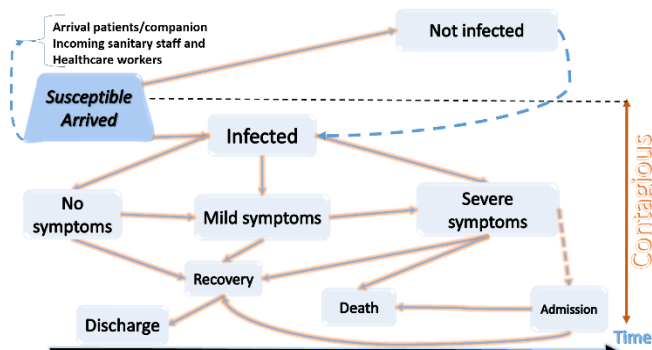 Arrival patients/companion
Incoming sanitary staff and
Healthcare workers
Not infected
Susceptible
Arrived
Infected
No
symptoms
Mild symptoms
Severe
symptoms
Contagious
Recovery
Death
Admission
Discharge
Time